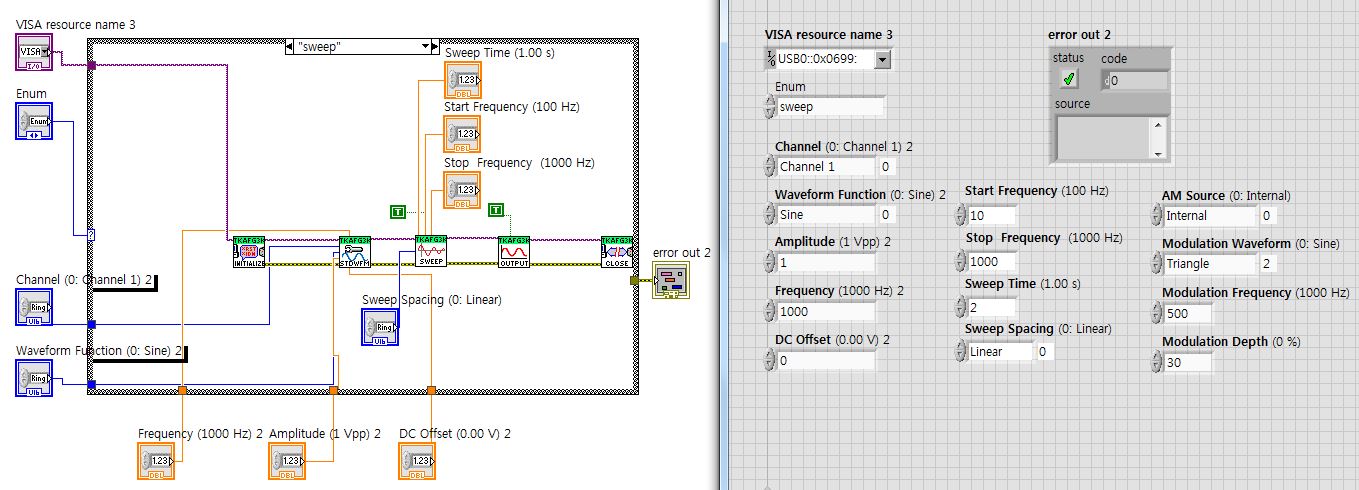 VISA resource name 3
VISA
I/O
Enum
Enum
"sweep"
Sweep Time (1.00 s)
1.23
DBL
Start Frequency (100 Hz)
1.23
DBL
Stop Frequency (1000 Hz)
1.23
DBL
T
T
TKAFG3K
INITIALIZE
TKAFG3K
STDWFM
TKAFG3K
SWEEP
TKAFG3K
OUTPUT
TKAFG3K
CLOSE
error out 2
?
Channel (0: Channel 1) 2
Ring
U16
Sweep Spacing (0: Linear)
Ring
U16
Waveform Function (0: Sine) 2
Ring
U16
Frequency (1000 Hz) 2
Amplitude (1 Vpp) 2
DC Offset (0.00 V) 2
1.23
DBL
1.23
DBL
1.23
DBL
VISA resource name 3
I/O
USB0::0x0699:
Enum
sweep
error out 2
status
code
d0
source
Channel (0: Channel 1) 2
Channel 1
0
Waveform Function (0: Sine) 2
Sine
0
Amplitude (1 Vpp)
1
Frequency (1000 Hz) 2
1000
DC Offset (0.00 V) 2
0
Start Frequency (100 Hz)
10
Stop Frequency (1000 Hz)
1000
Sweep Time (1.00 s)
2
Sweep Spacing (0: Linear)
Linear
0
AM Source (0: Internal)
Internal
0
Modulation Waveform (0: Sine)
Triangle
2
Modulation Frequency (1000 Hz)
500
Modulation Depth (0 %)
30